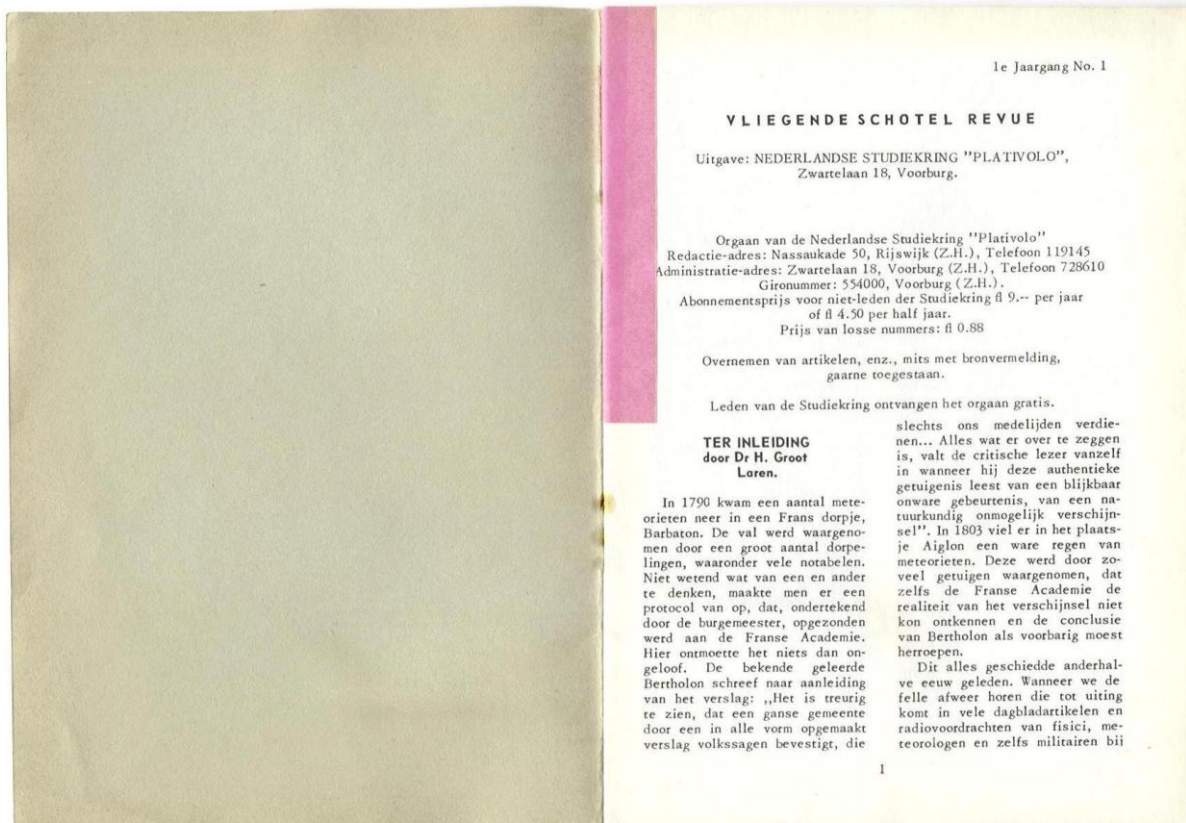 1e Jaargang No. 1
VLIEGENDE SCHOTEL REVUE
Uitgave: NEDERLANDSE STUDIEKRING "PLATIVOLO",
Zwartelaan 18, Voorburg.
Orgaan van de Nederlandse Studiekring "Plativolo"
Redactie-adres: Nassaukade 50, Rijswijk (Z.H.), Telefoon 119145
Administratie-adres: Zwartelaan 18, Voorburg (Z.H.), Telefoon 728610
Gironummer: 554000, Voorburg (Z.H.).
Abonnementsprijs voor niet-leden der Studiekring fl 9.-- per jaar
of fl 4.50 per half jaar.
Prijs van losse nummers: fl 0.88
Overnemen van artikelen, enz., mits met bronvermelding,
gaarne toegestaan.
Leden van de Studiekring ontvangen het orgaan gratis.
TER INLEIDING
door Dr H. Groot
Laren.
In 1790 kwam een aantal mete-
orieten neer in een Frans dorpje,
Barbaton. De val werd waargeno-
men door een groot aantal dorpe-
lingen, waaronder vele notabelen.
Niet wetend wat van een en ander
te denken, maakte men er een
protocol van op, dat, ondertekend
door de burgemeester, opgezonden
werd aan de Franse Academie.
Hier ontmoette het niets dan on-
geloof. De bekende geleerde
Bertholon schreef naar aanleiding
van het verslag: ,,Het is treurig
te zien, dat een ganse gemeente
door een in alle vorm opgemaakt
verslag volkssagen bevestigt, die
slechts ons medelijden verdie-
nen... Alles wat er over te zeggen
is, valt de critische lezer vanzelf
in wanneer hij deze authentieke
getuigenis leest van een blijkbaar
onware gebeurtenis, van een na-
tuurkundig onmogelijk verschijn-
sel". In 1803 viel er in het plaats-
je Aiglon een ware regen van
meteorieten. Deze werd door zo-
veel getuigen waargenomen, dat
zelfs de Franse Academie de
realiteit van het verschijnsel niet
kon ontkennen en de conclusie
van Bertholon als voorbarig moest
herroepen.
Dit alles geschiedde anderhal-
ve eeuw geleden. Wanneer we de
felle afweer horen die tot uiting
komt in vele dagbladartikelen en
radiovoordrachten van fisici, me-
teorologen en zelfs militairen bij
1